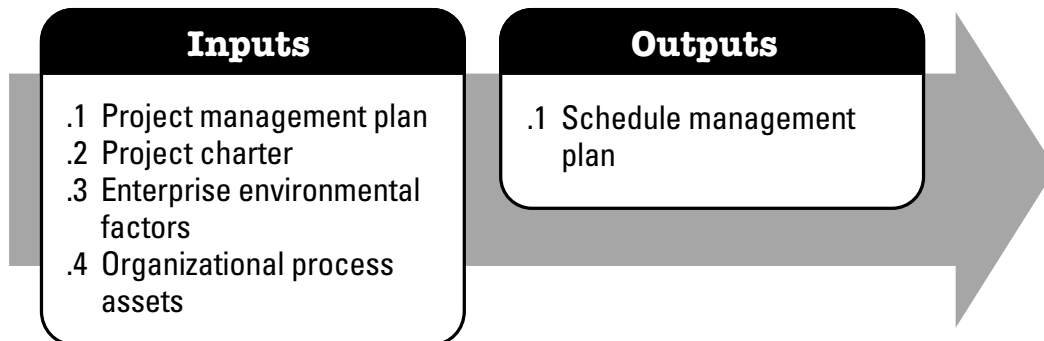 Inputs
.1 Project management plan
.2 Project charter
.3 Enterprise environmental
factors
.4 Organizational process
assets
Outputs
.1 Schedule management
plan